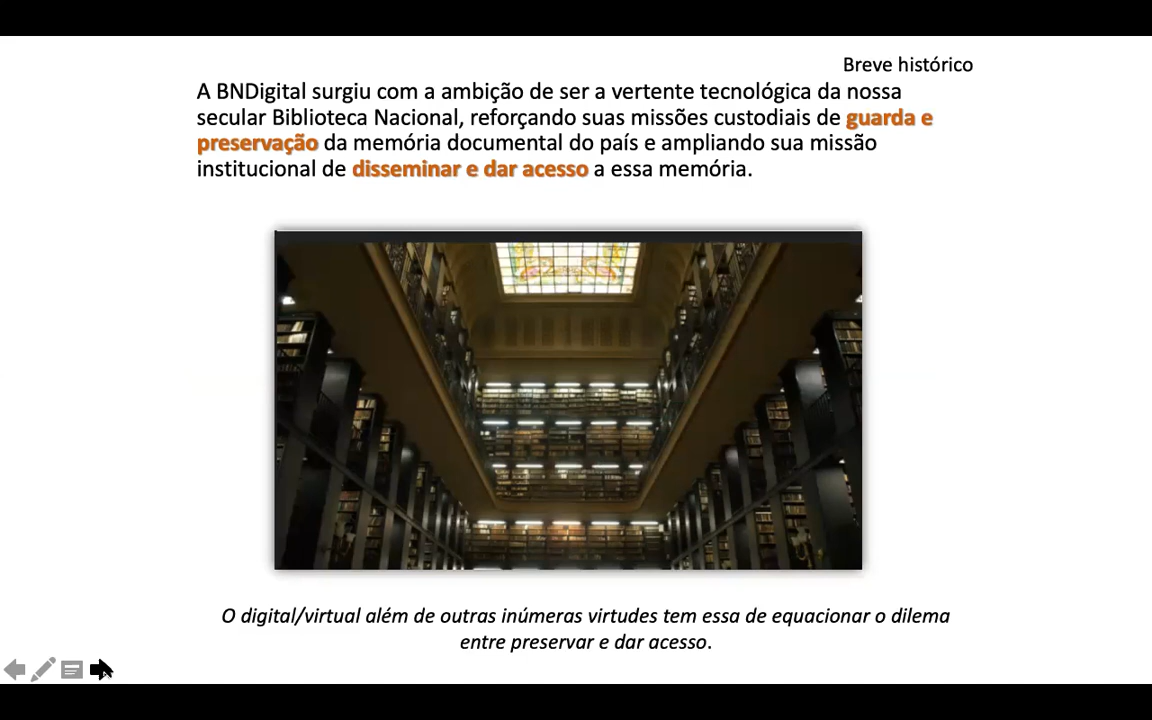 Breve histórico
A BNDigital surgiu com a ambição de ser a vertente tecnológica da nossa
secular Biblioteca Nacional, reforçando suas missões custodiais de guarda e
preservação da memória documental do país e ampliando sua missão
institucional de disseminar e dar acesso a essa memória.
O digital/virtual além de outras inúmeras virtudes tem essa de equacionar o dilema
entre preservar e dar acesso.